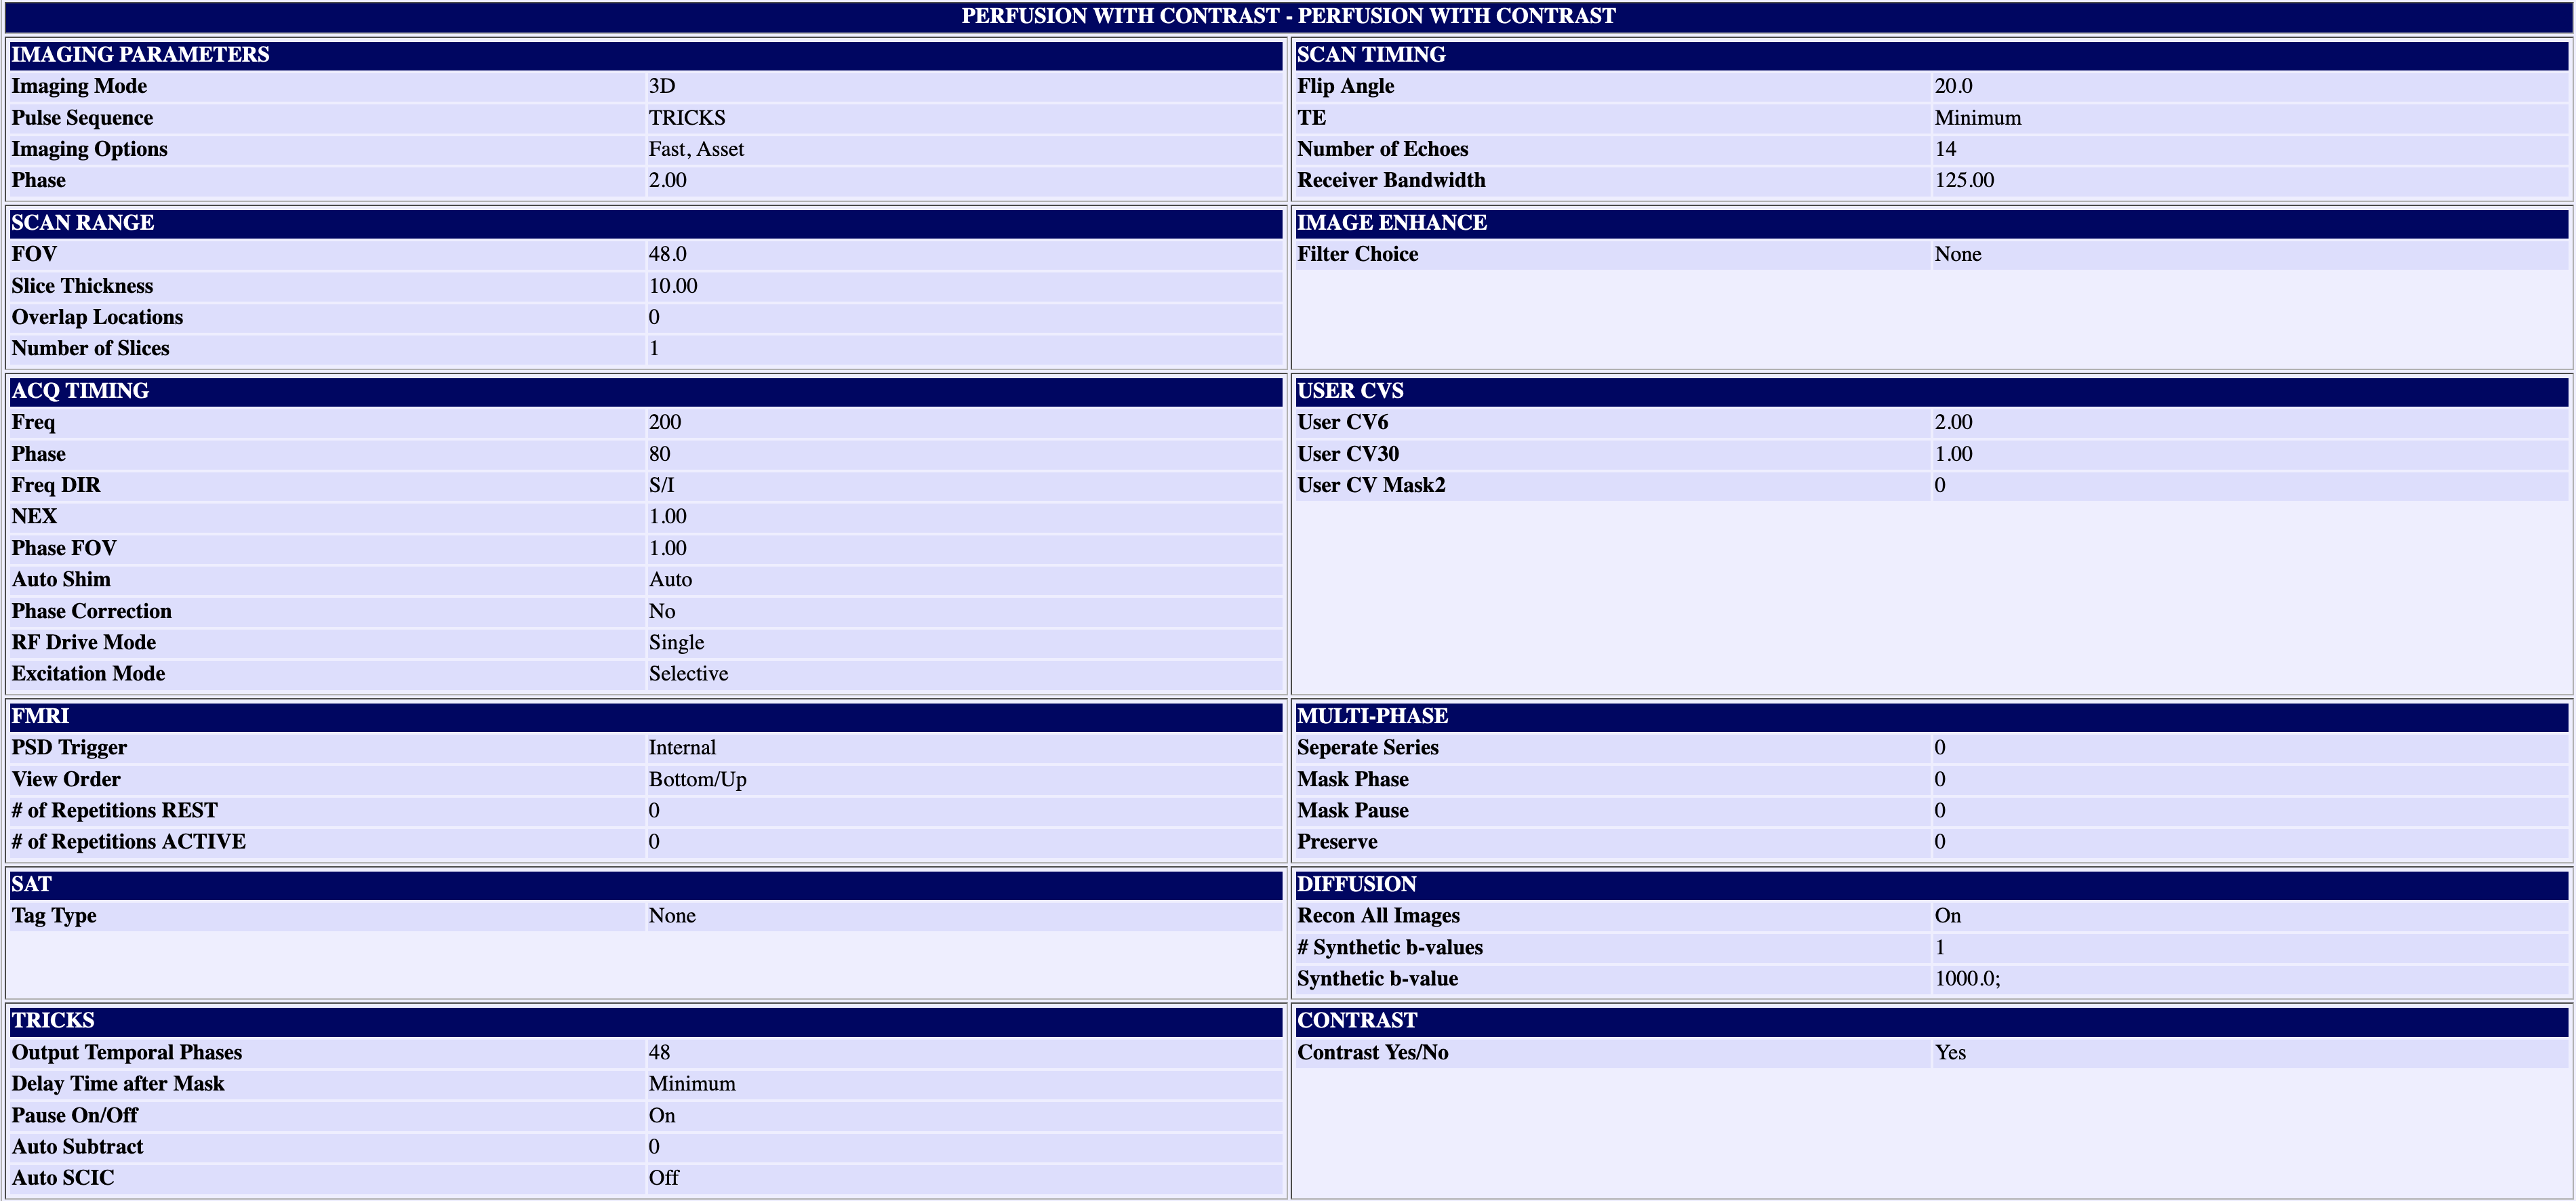 PERFUSION WITH CONTRAST - PERFUSION WITH CONTRAST
IMAGING PARAMETERS
Imaging Mode 3D
Pulse Sequence TRICKS
Imaging Options Fast, Asset
Phase 2.00
SCAN TIMING
Flip Angle 20.0
TE Minimum
Number of Echoes 14
Receiver Bandwidth 125.00
SCAN RANGE
FOV 48.0
Slice Thickness 10.00
Overlap Locations 0
Number of Slices 1
IMAGE ENHANCE
Filter Choice None
ACQ TIMING
Freq 200
Phase 80
Freq DIR S/I
NEX 1.00
Phase FOV 1.00
Auto Shim Auto
Phase Correction No
RF Drive Mode Single
Excitation Mode Selective
USER CVS
User CV6 2.00
User CV30 1.00
User CV Mask2 0
FMRI
PSD Trigger Internal
View Order Bottom/Up
# of Repetitions REST 0
# of Repetitions ACTIVE 0
MULTI-PHASE
Seperate Series 0
Mask Phase 0
Mask Pause 0
Preserve 0
SAT
Tag Type None
DIFFUSION
Recon All Images On
# Synthetic b-values 1
Synthetic b-value 1000.0;
TRICKS
Output Temporal Phases 48
Delay Time after Mask Minimum
Pause On/Off On
Auto Subtract 0
Auto SCIC Off
CONTRAST
Contrast Yes/No Yes